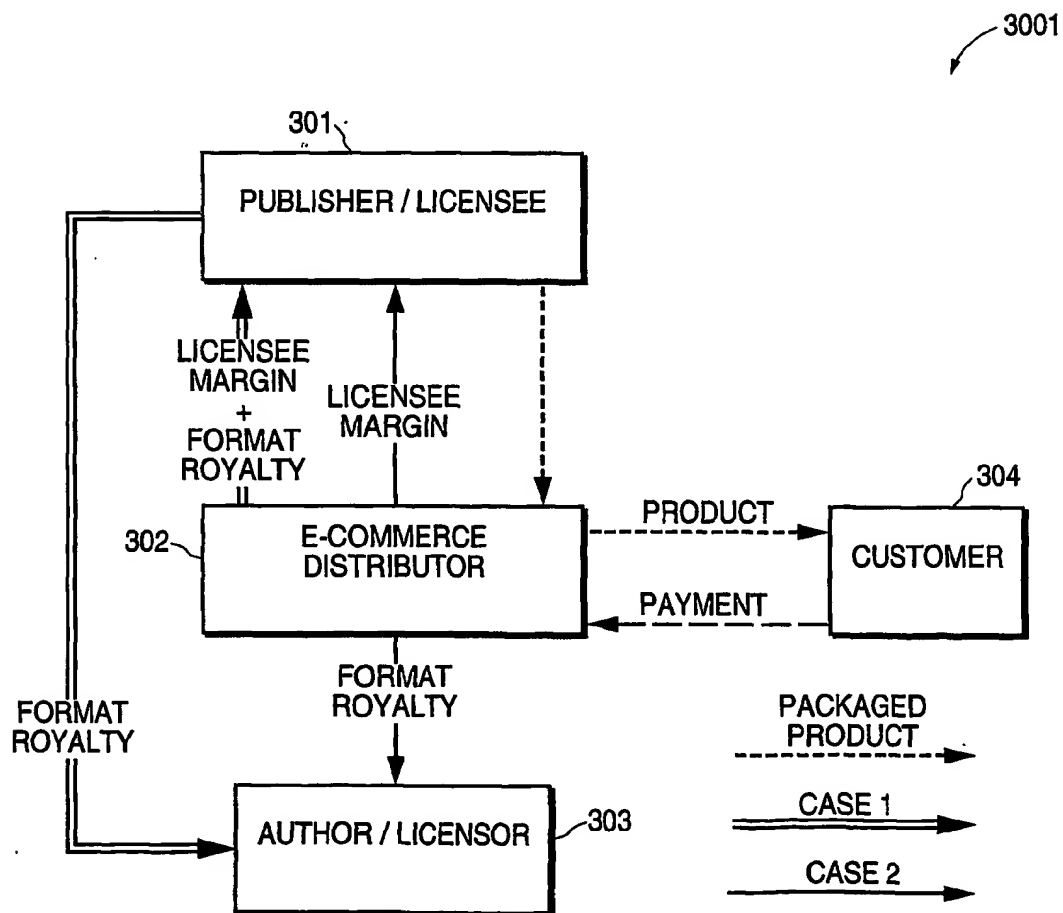 3001
301
PUBLISHER / LICENSEE
LICENSEE
MARGIN
+
FORMAT
ROYALTY
LICENSEE
MARGIN
302
E-COMMERCE
DISTRIBUTOR
PRODUCT
PAYMENT
304
CUSTOMER
FORMAT
ROYALTY
FORMAT
ROYALTY
AUTHOR / LICENSOR
303
PACKAGED
PRODUCT
CASE 1
CASE 2